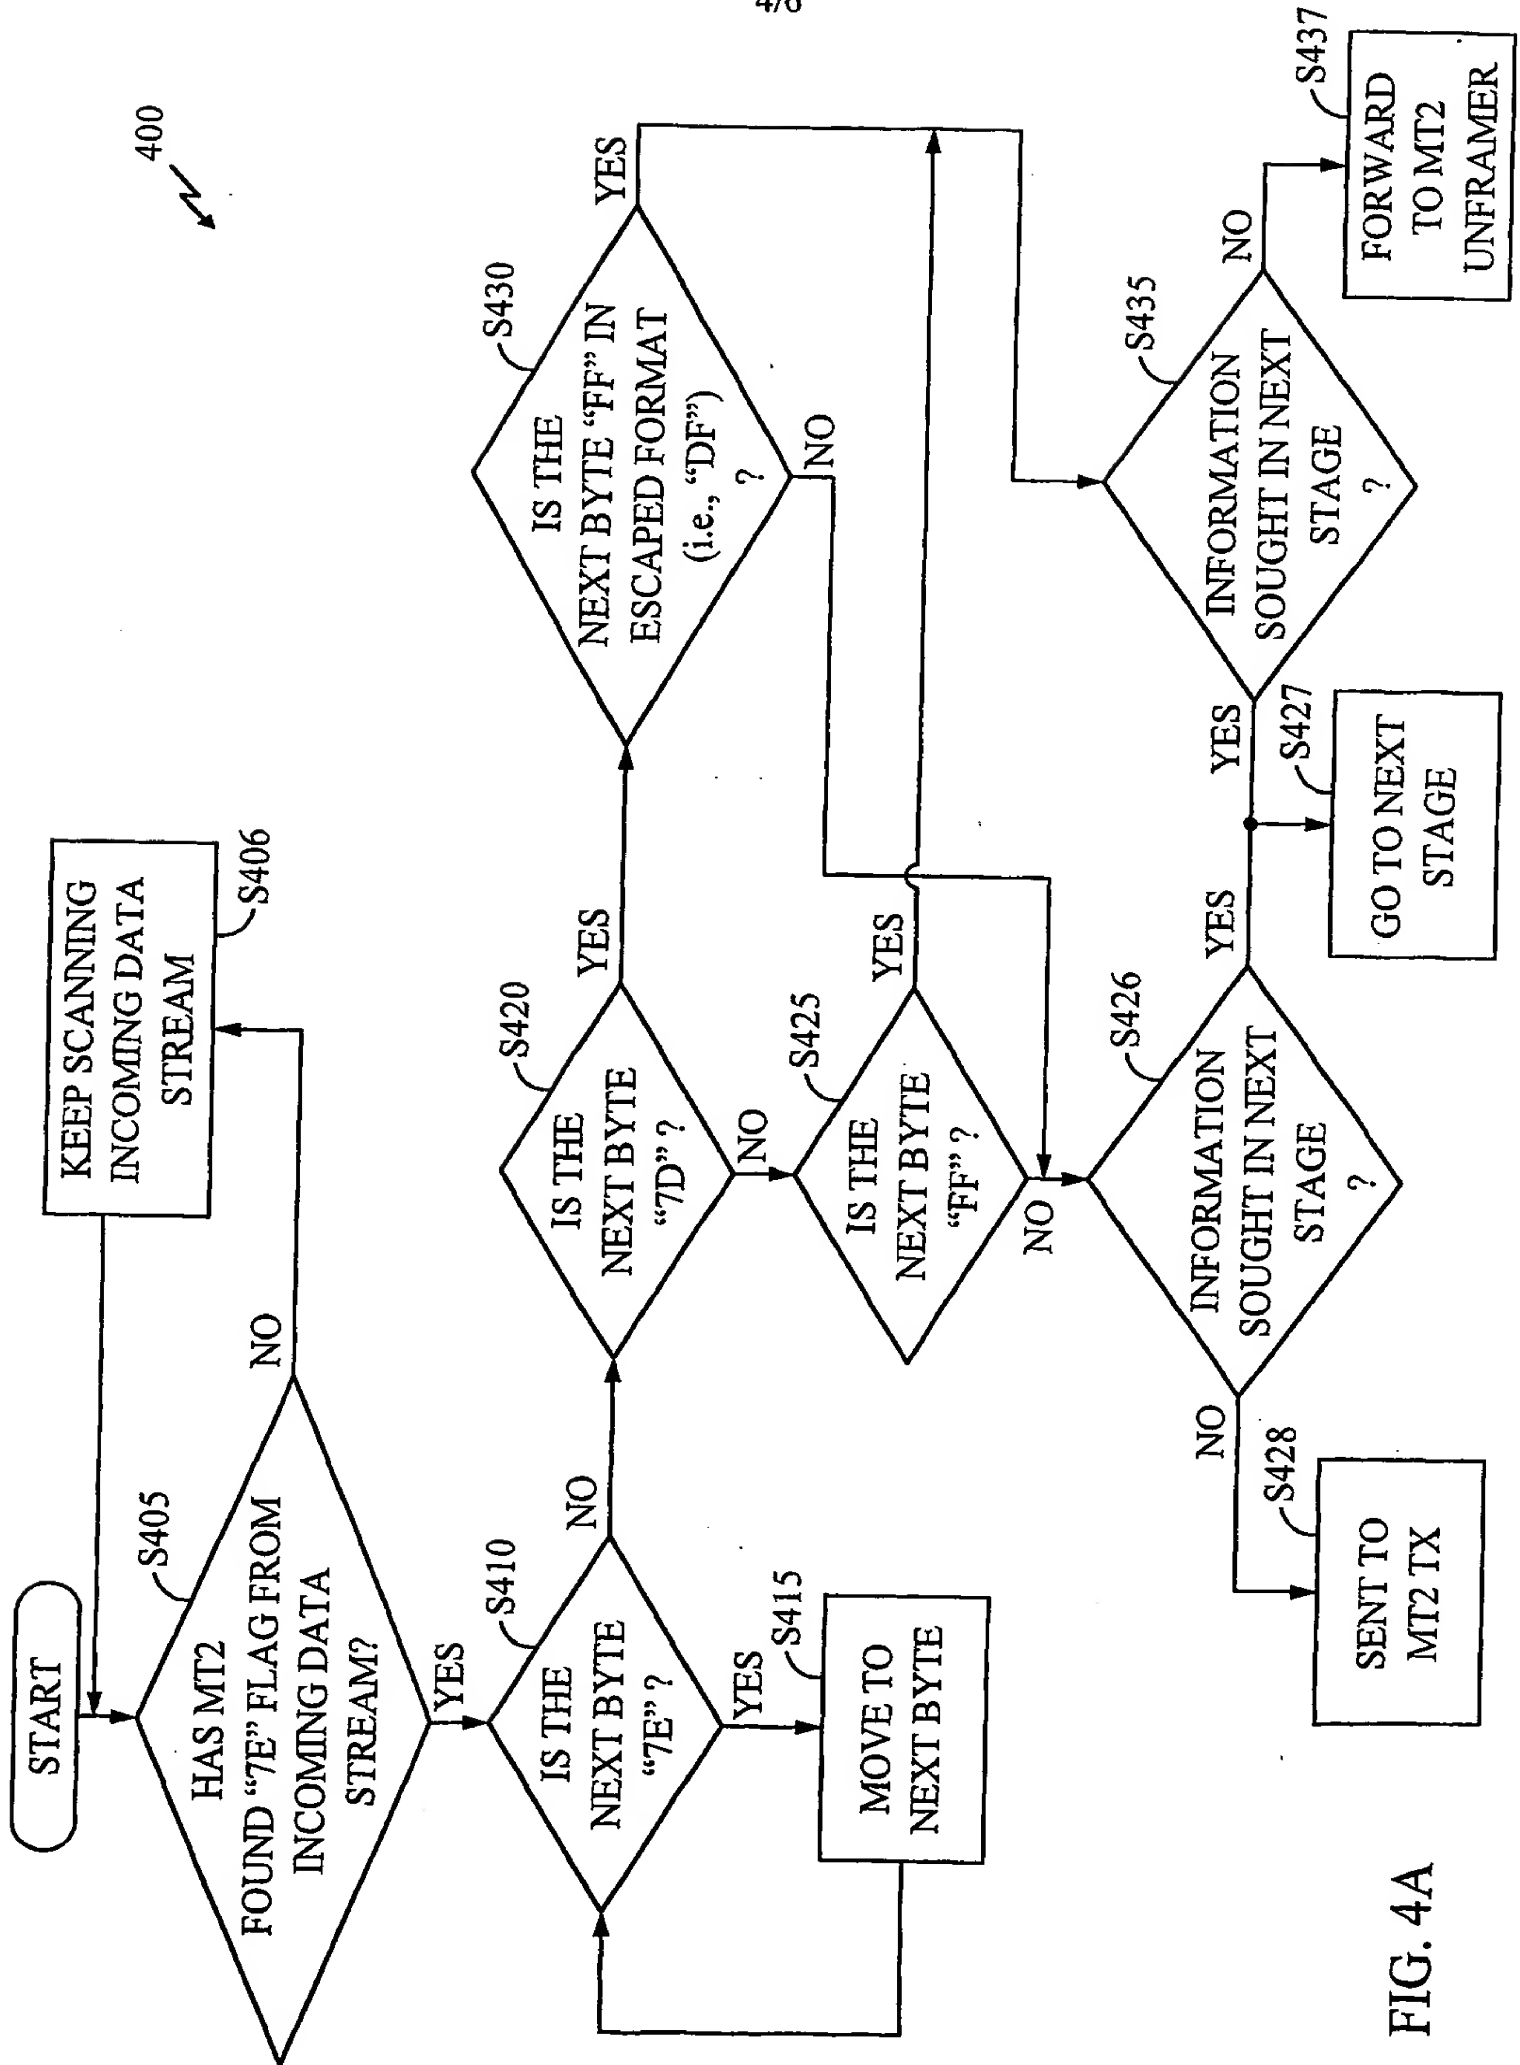 4/6
400
START
S405
HAS MT2
FOUND “7E” FLAG FROM
INCOMING DATA
STREAM?
NO
YES
KEEP SCANNING
INCOMING DATA
STREAM
S406
S410
IS THE
NEXT BYTE
“7E” ?
NO
YES
S415
MOVE TO
NEXT BYTE
S420
IS THE
NEXT BYTE
“7D” ?
YES
NO
S425
IS THE
NEXT BYTE
“FF” ?
YES
NO
S430
IS THE
NEXT BYTE “FF” IN
ESCAPED FORMAT
(i.e., “DF”)
?
YES
NO
S426
INFORMATION
SOUGHT IN NEXT
STAGE
?
NO
YES
S428
SENT TO
MT2 TX
S427
GO TO NEXT
STAGE
S435
INFORMATION
SOUGHT IN NEXT
STAGE
?
YES
NO
S437
FORWARD
TO MT2
UNFRAMER
FIG. 4A